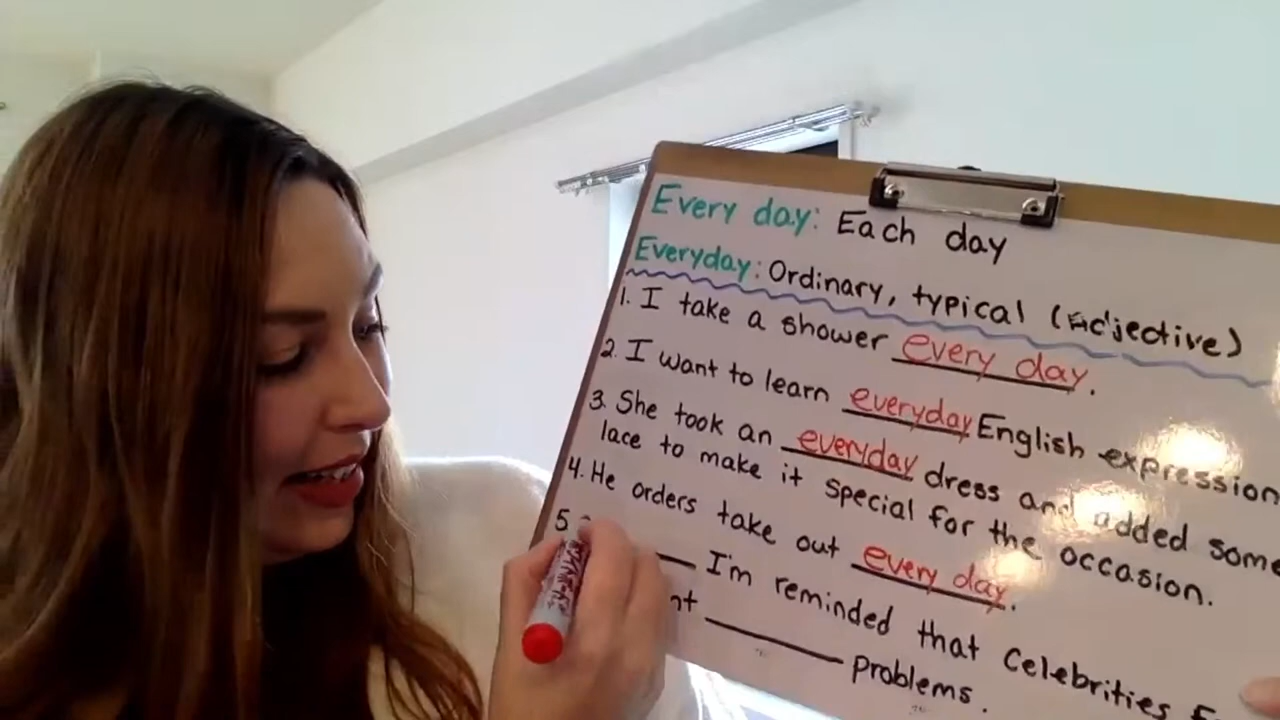 Every day: Each day
Everyday: Ordinary, typical (Adjective)
1. I take a shower every day.
2. I want to learn everyday English expression
3. She took an everyday dress and added some
lace to make it special for the occasion.
4. He orders take out every day.
5. I'm reminded that celebrities
problems.